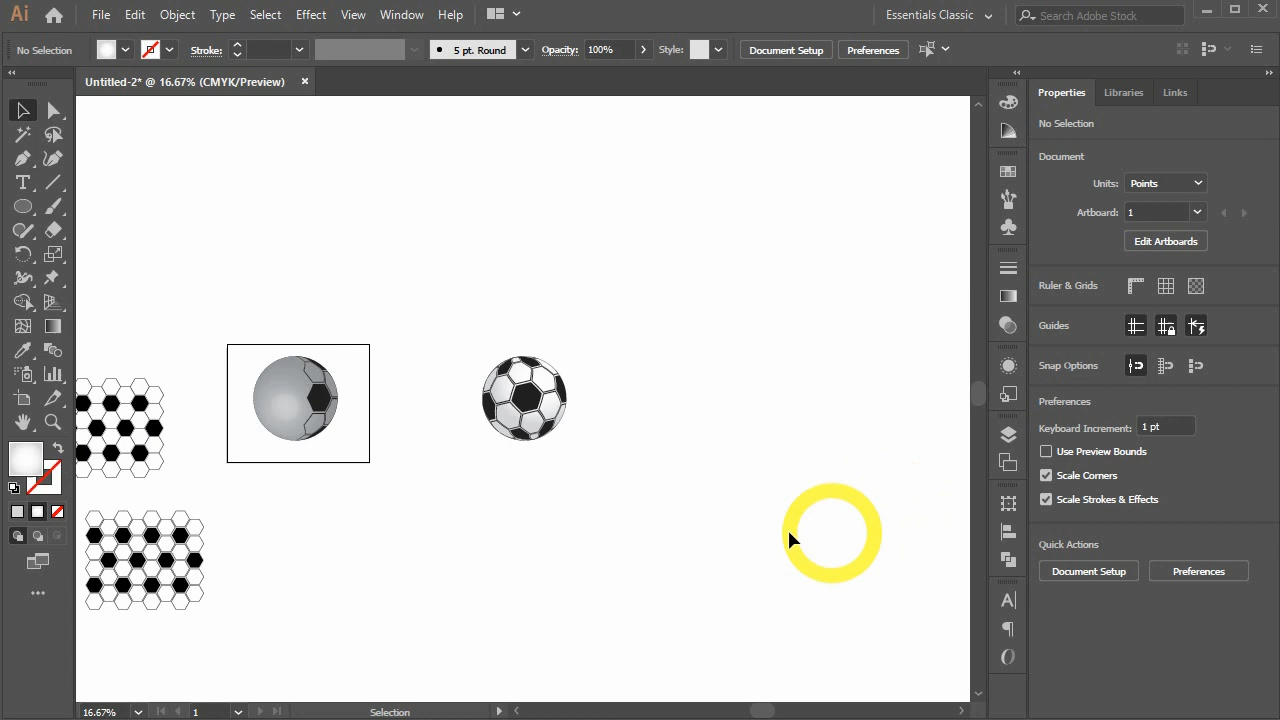 Ai File Edit Object Type Select Effect View Window Help Essentials Classic Search Adobe Stock
No Selection Stroke: 5 pt. Round Opacity: 100% Style: Document Setup Preferences
Untitled-2* @ 16.67% (CMYK/Preview) ×
Properties Libraries Links
No Selection
Document
Units: Points
Artboard: 1
Edit Artboards
Ruler & Grids
Guides
Snap Options
Preferences
Keyboard Increment: 1 pt
Use Preview Bounds
Scale Corners
Scale Strokes & Effects
Quick Actions
Document Setup Preferences
16.67% 1 Selection